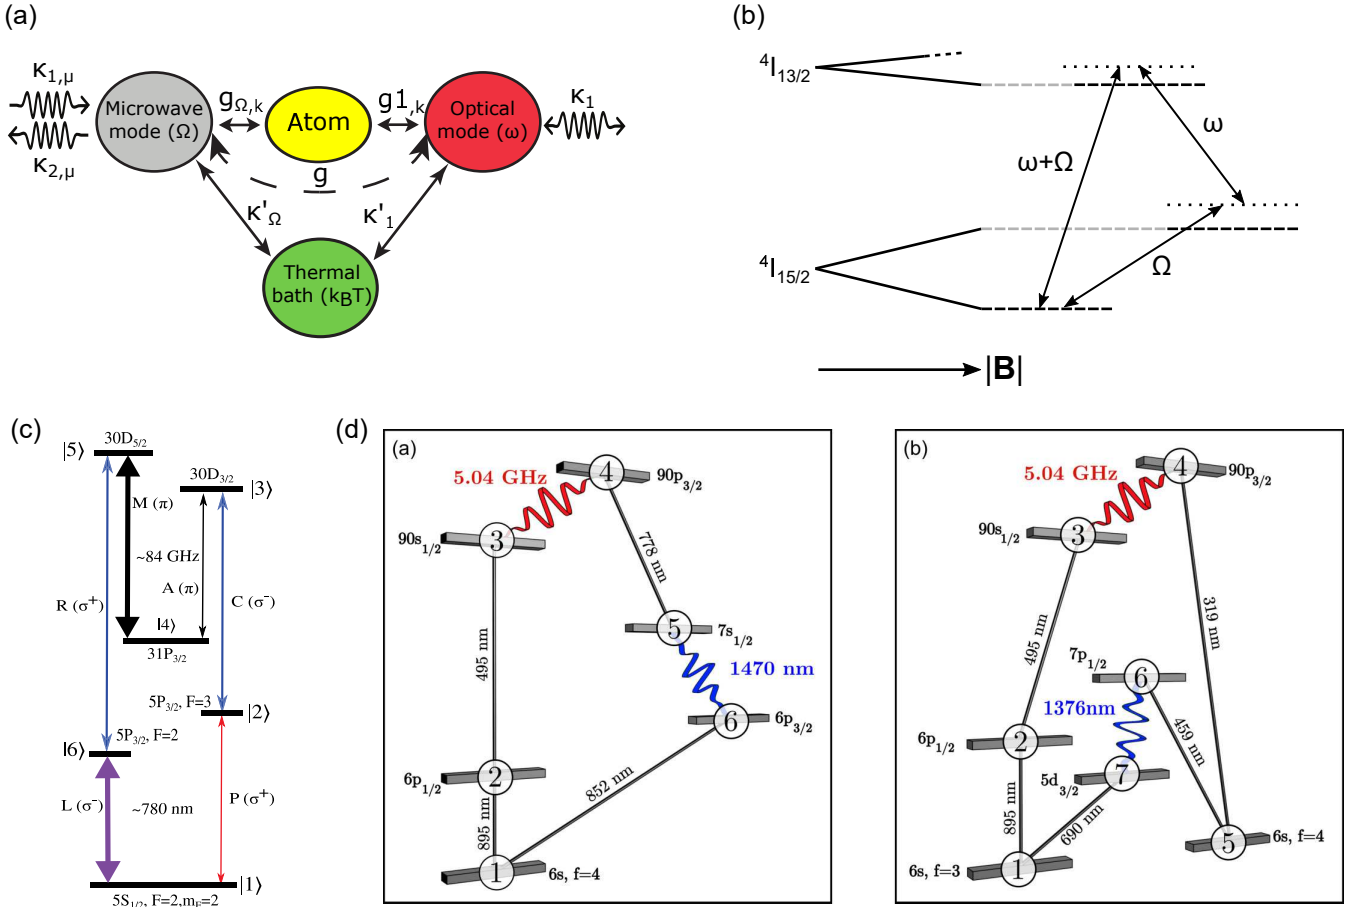 (a)
κ1,μ
κ2,μ
Microwave
mode (Ω)
gΩ,k
Atom
g1,k
Optical
mode (ω)
κ1
g
κ'Ω
κ'1
Thermal
bath (kBT)
(b)
4I13/2
ω+Ω
ω
4I15/2
Ω
|B|
(c)
|5⟩
30D5/2
30D3/2
|3⟩
M (π)
~84 GHz
A (π)
R (σ+)
C (σ-)
|4⟩
31P3/2
5P3/2, F=3
|2⟩
5P3/2, F=2
|6⟩
L (σ-)
~780 nm
P (σ+)
|1⟩
5S1/2, F=2,mF=2
(d)
(a)
5.04 GHz
4
90p3/2
90s1/2
3
778 nm
495 nm
5
7s1/2
1470 nm
6
6p3/2
6p1/2
2
852 nm
895 nm
1
6s, f=4
(b)
5.04 GHz
4
90p3/2
90s1/2
3
495 nm
319 nm
7p1/2
6
1376nm
6p1/2
2
459 nm
5d3/2
7
895 nm
690 nm
5
6s, f=4
6s, f=3
1